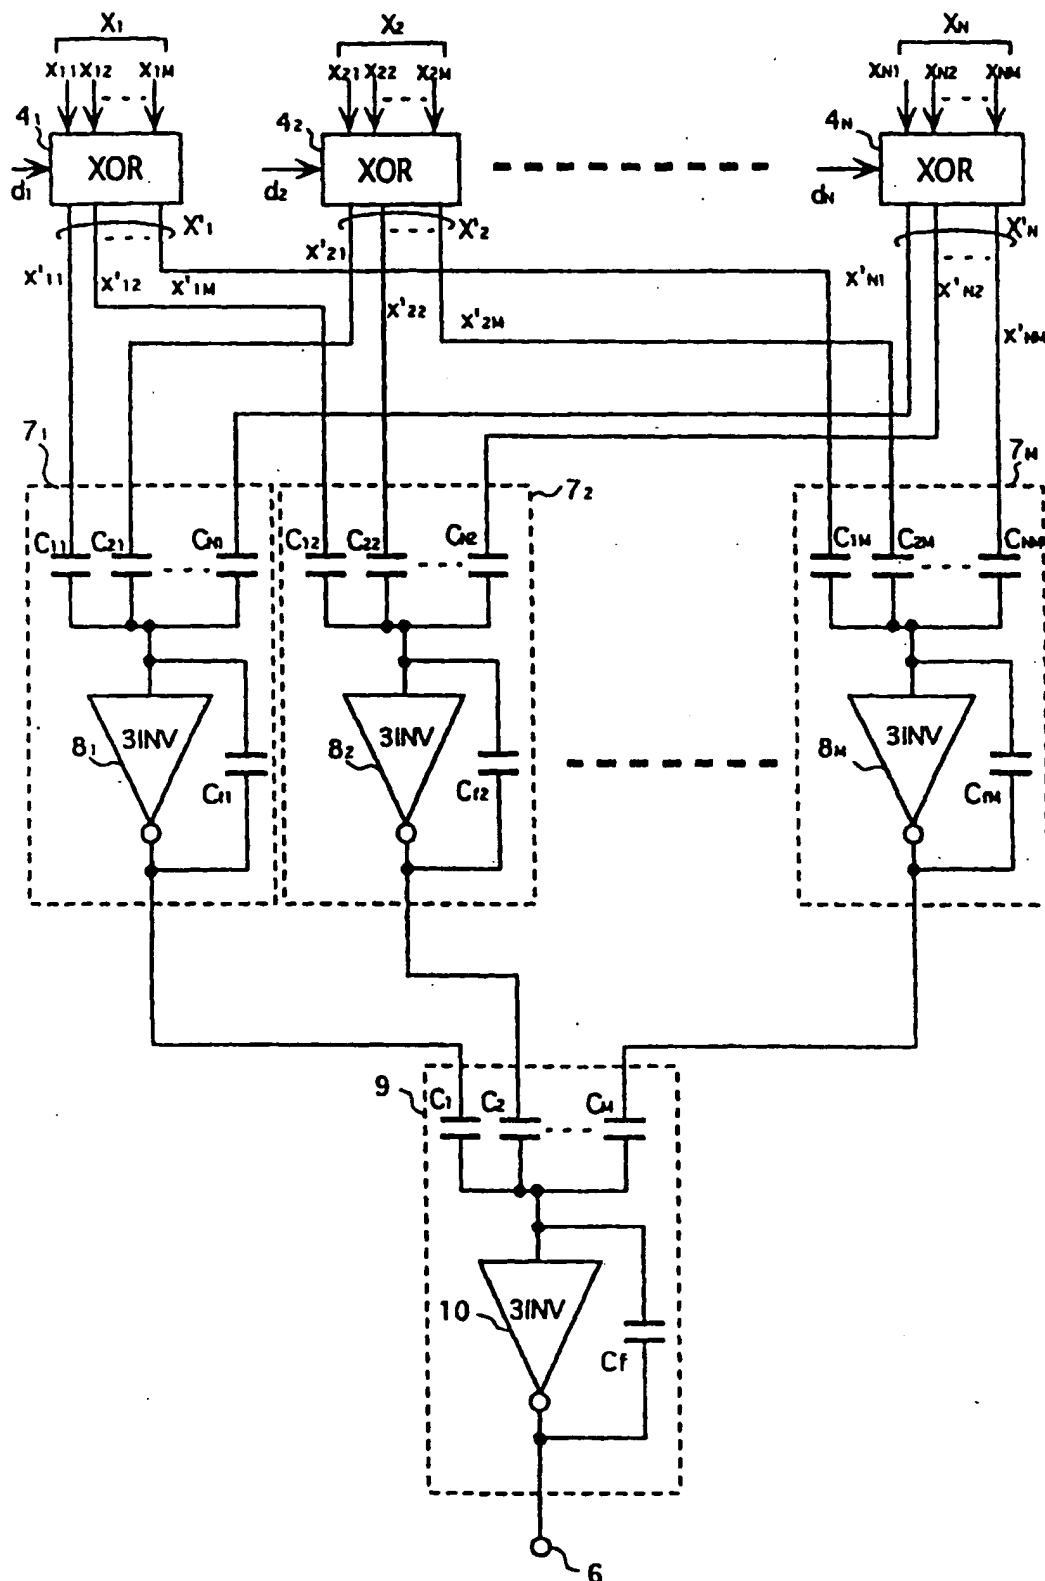 X1 X2 XN
x11 x12 x1M x21 x22 x2M xN1 xN2 xNM
41 42 4N
XOR XOR XOR
d1 d2 dN
X'1 X'2 X'N
x'11 x'12 x'1M x'21 x'22 x'2M x'N1 x'N2 x'NM
71 72 7M
C11 C21 CN1 C12 C22 CN2 C1M C2M CNM
3INV 3INV 3INV
81 82 8M
Cf1 Cf2 CfM
9
C1 C2 CM
3INV
10
Cf
6